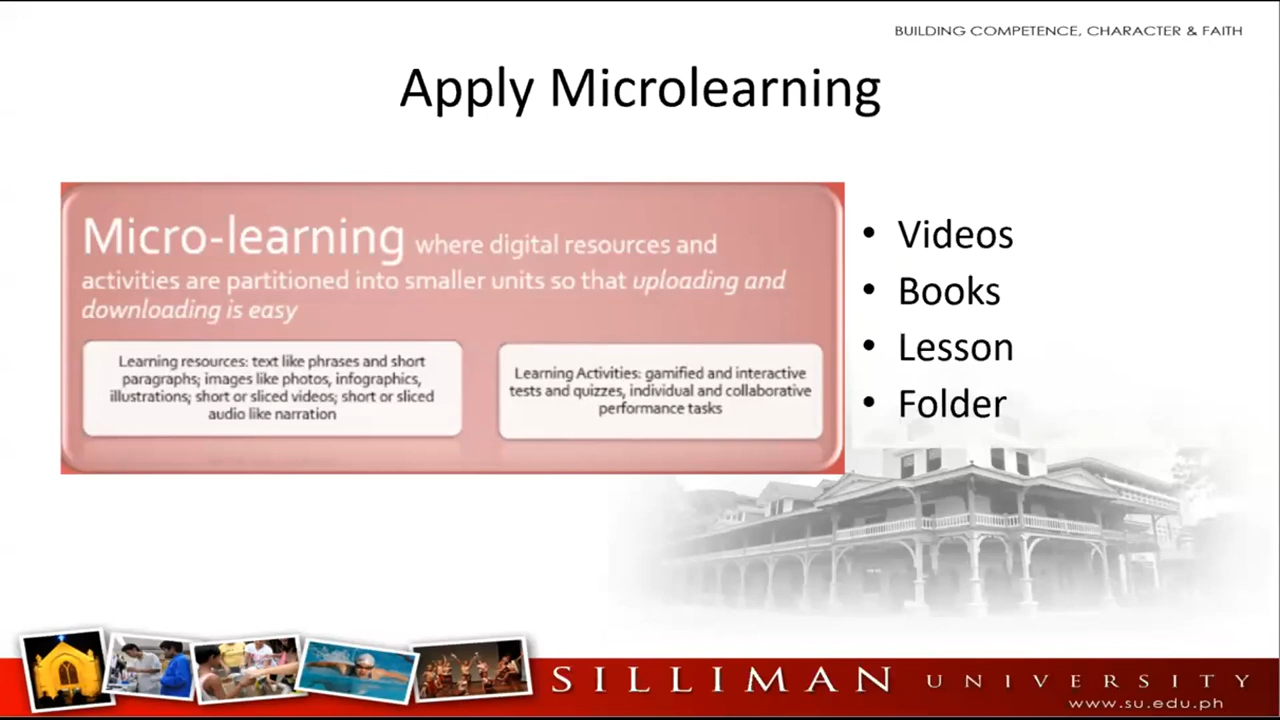 BUILDING COMPETENCE, CHARACTER & FAITH
Apply Microlearning
Micro-learning where digital resources and
activities are partitioned into smaller units so that uploading and
downloading is easy
Learning resources: text like phrases and short
paragraphs; images like photos, infographics,
illustrations; short or sliced videos; short or sliced
audio like narration
Learning Activities: gamified and interactive
tests and quizzes, individual and collaborative
performance tasks
• Videos
• Books
• Lesson
• Folder
SILLIMAN UNIVERSITY
www.su.edu.ph